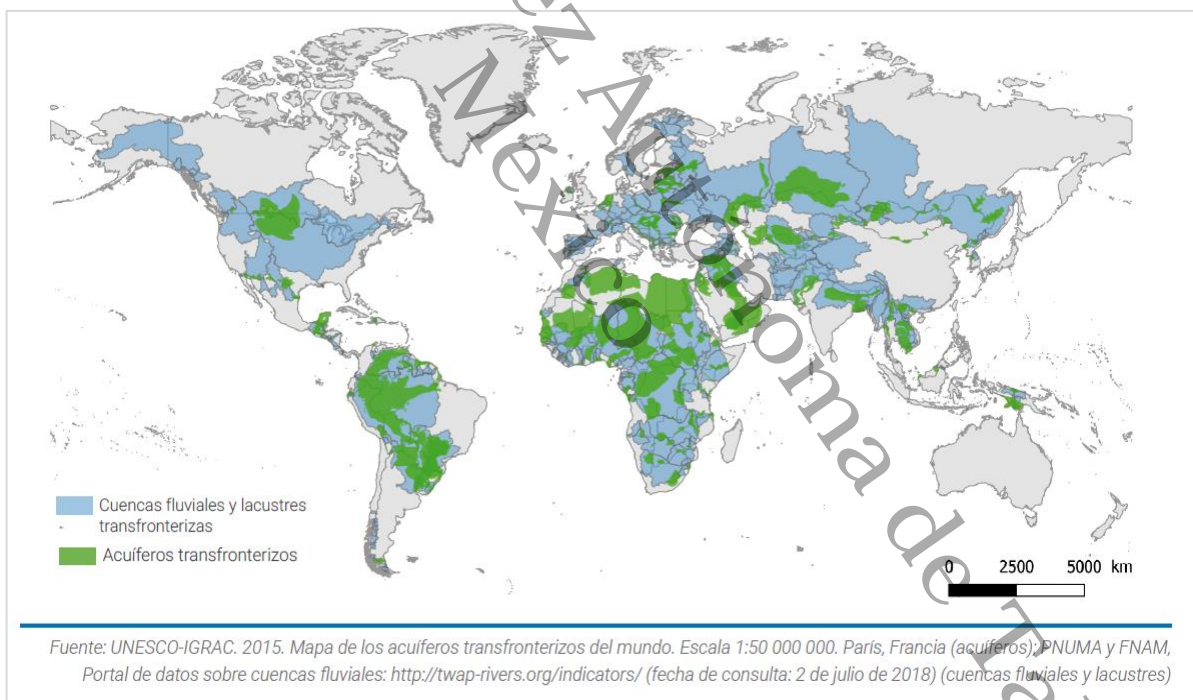 ez Autónoma de Ta
México
Cuencas fluviales y lacustres
transfronterizas
Acuíferos transfronterizos
0 2500 5000 km
Fuente: UNESCO-IGRAC. 2015. Mapa de los acuíferos transfronterizos del mundo. Escala 1:50 000 000. París, Francia (acuíferos); PNUMA y FNAM,
Portal de datos sobre cuencas fluviales: http://twap-rivers.org/indicators/ (fecha de consulta: 2 de julio de 2018) (cuencas fluviales y lacustres)